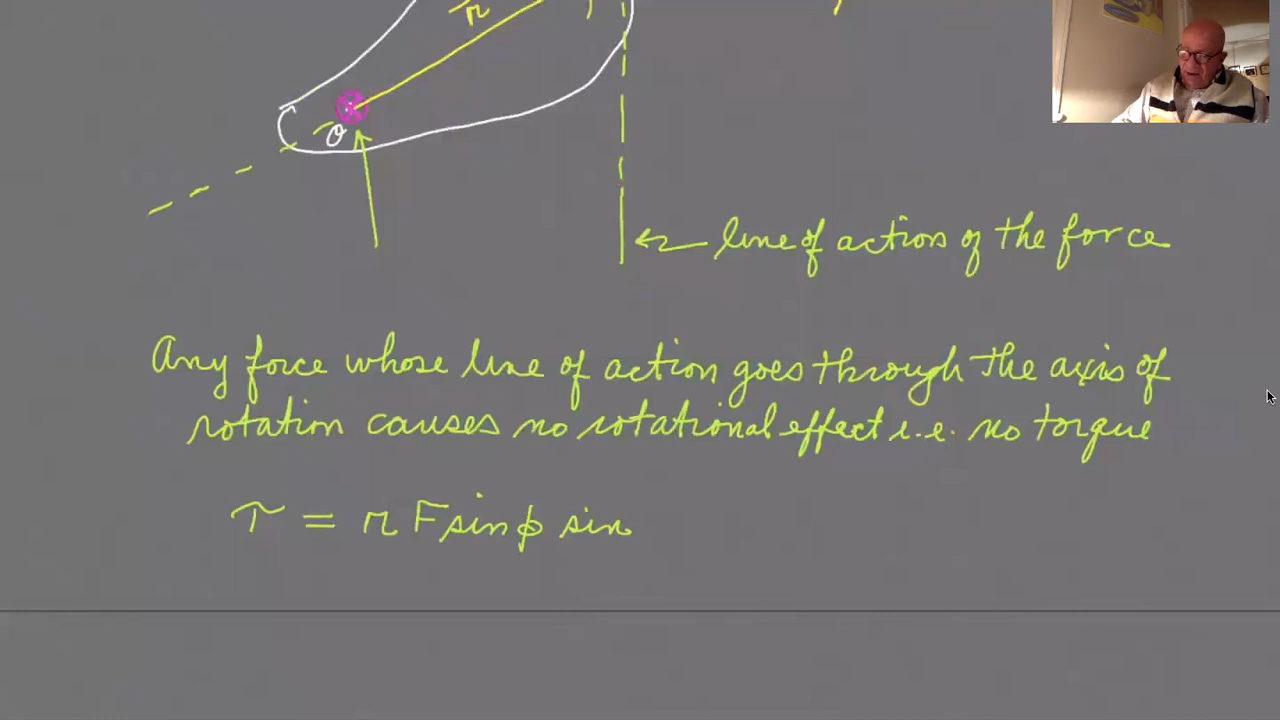 r
O
line of action of the force
Any force whose line of action goes through the axis of
rotation causes no rotational effect i.e. no torque
τ = r F sin ϕ sin